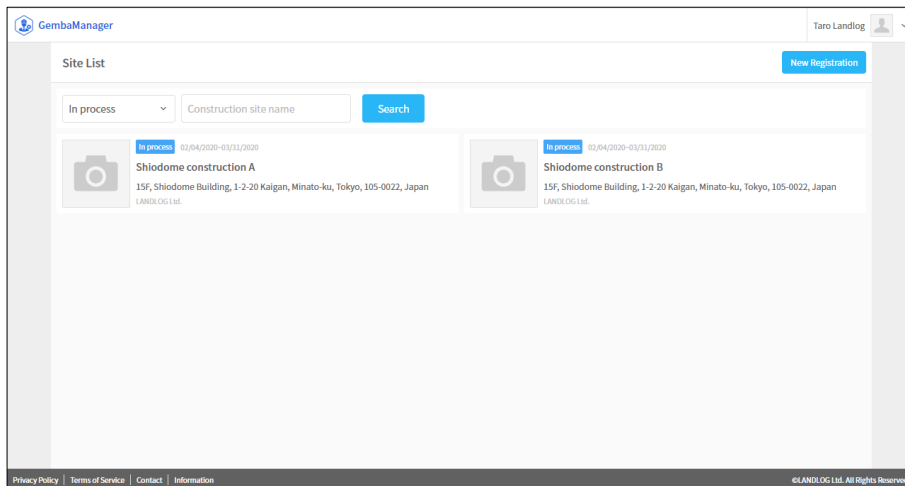 GembaManager
Taro Landlog
Site List
New Registration
In process
Construction site name
Search
In process 02/04/2020~03/31/2020
Shiodome construction A
15F, Shiodome Building, 1-2-20 Kaigan, Minato-ku, Tokyo, 105-0022, Japan
LANDLOG Ltd.
In process 02/04/2020~03/31/2020
Shiodome construction B
15F, Shiodome Building, 1-2-20 Kaigan, Minato-ku, Tokyo, 105-0022, Japan
LANDLOG Ltd.
Privacy Policy | Terms of Service | Contact | Information
©LANDLOG Ltd. All Rights Reserved